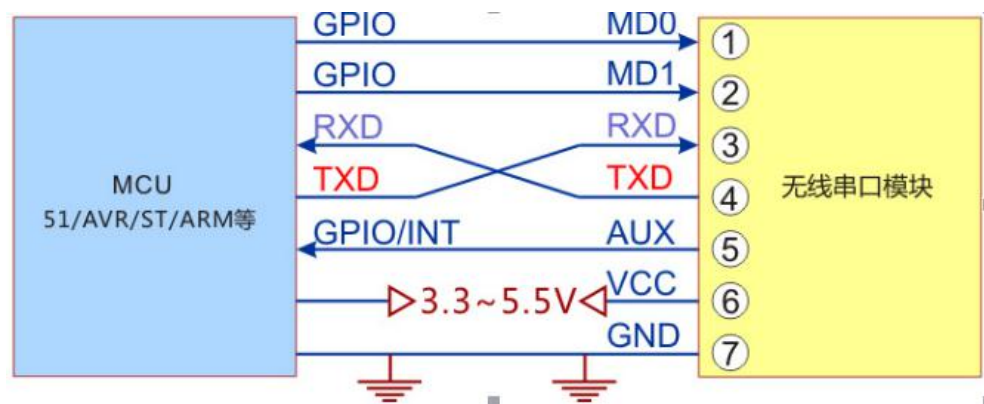 GPIO MD0 ①
GPIO MD1 ②
RXD RXD ③
TXD TXD ④
MCU
51/AVR/ST/ARM等
无线串口模块
GPIO/INT AUX ⑤
3.3~5.5V VCC ⑥
GND ⑦